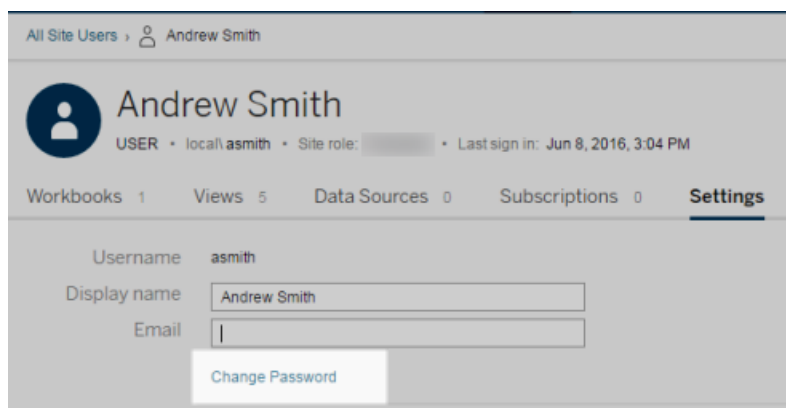 All Site Users › Andrew Smith
Andrew Smith
USER • local\ asmith • Site role: • Last sign in: Jun 8, 2016, 3:04 PM
Workbooks 1 Views 5 Data Sources 0 Subscriptions 0 Settings
Username asmith
Display name Andrew Smith
Email
Change Password